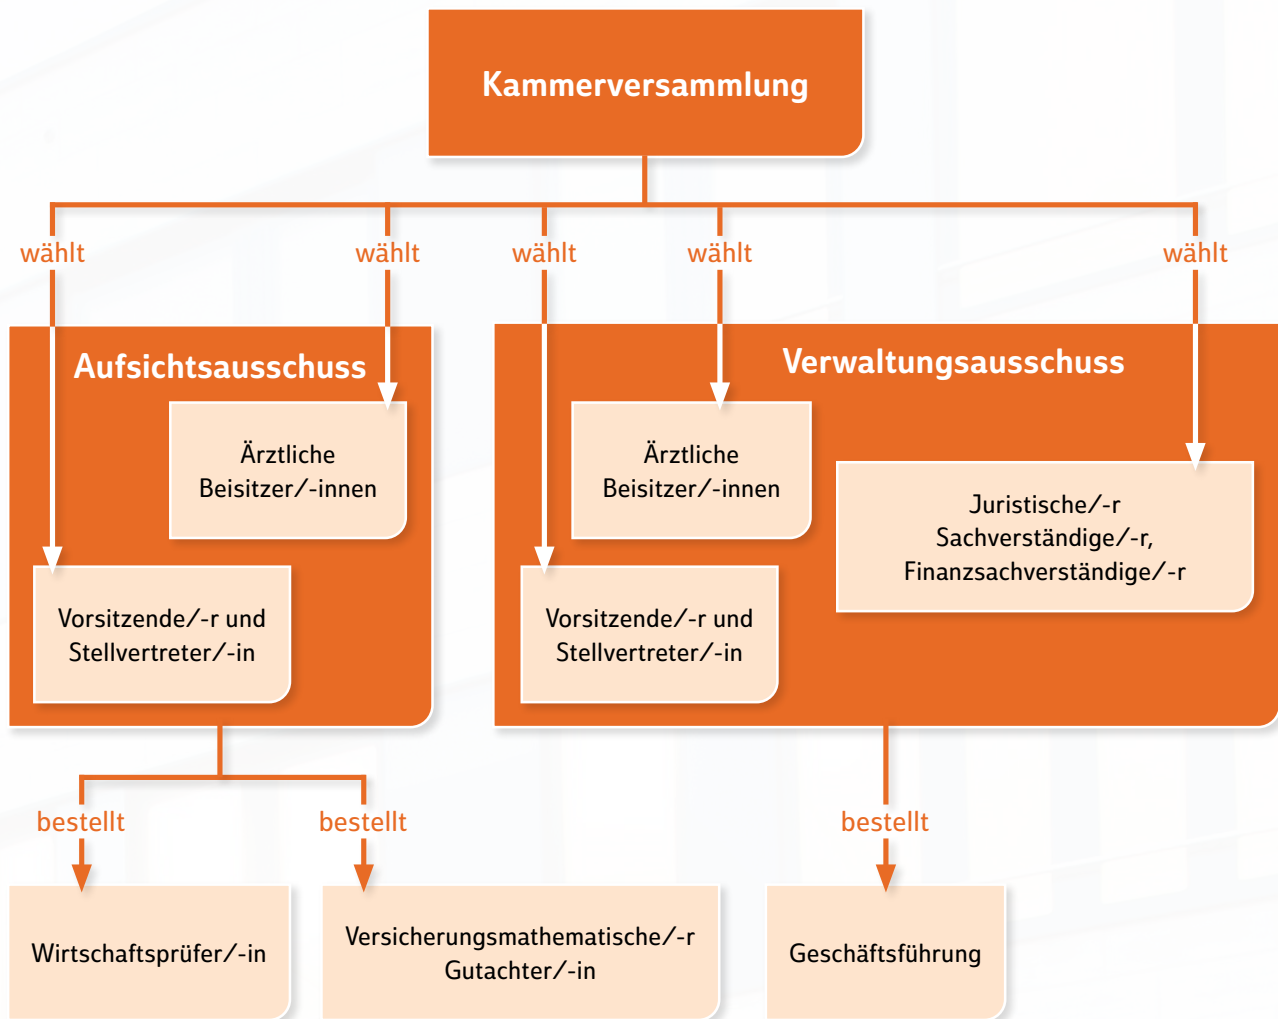 Kammerversammlung
wählt
wählt
wählt
wählt
wählt
Aufsichtsausschuss
Ärztliche
Beisitzer/-innen
Vorsitzende/-r und
Stellvertreter/-in
Verwaltungsausschuss
Ärztliche
Beisitzer/-innen
Juristische/-r
Sachverständige/-r,
Finanzsachverständige/-r
Vorsitzende/-r und
Stellvertreter/-in
bestellt
bestellt
bestellt
Wirtschaftsprüfer/-in
Versicherungsmathematische/-r
Gutachter/-in
Geschäftsführung